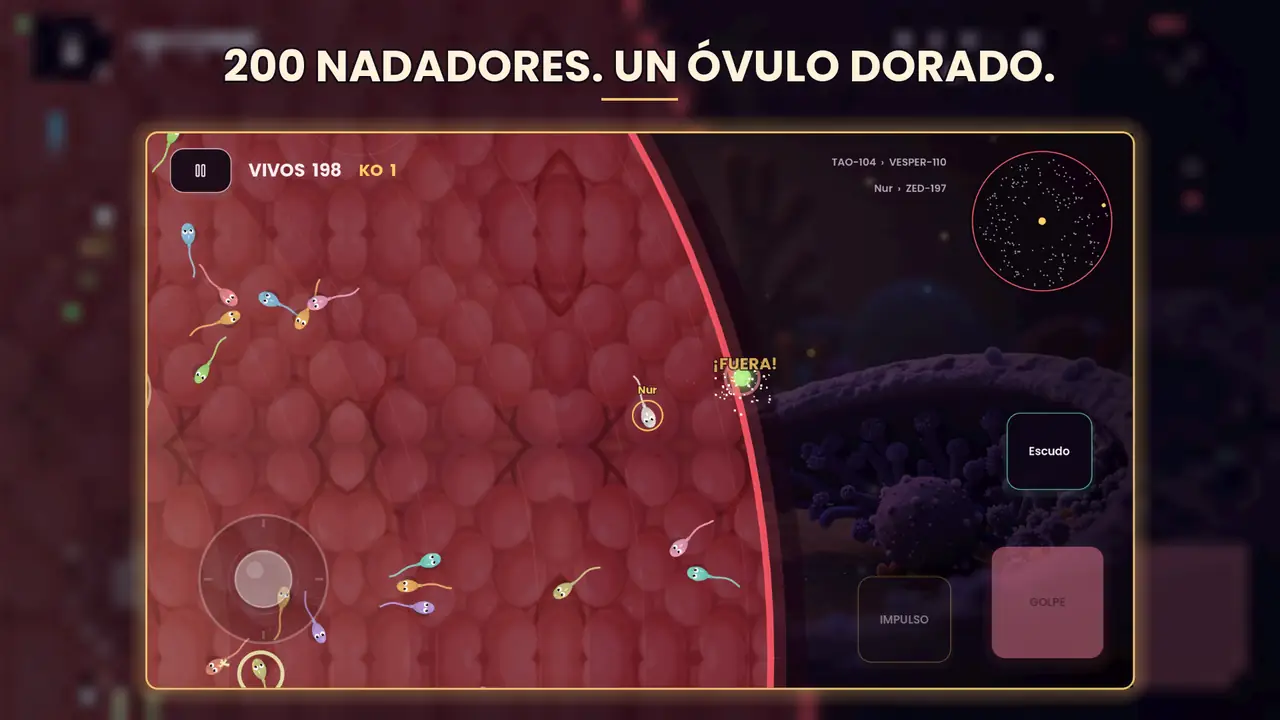 200 NADADORES. UN ÓVULO DORADO.
VIVOS 198 KO 1
TAO-104 › VESPER-110
Nur › ZED-197
¡FUERA!
Nur
Escudo
IMPULSO
GOLPE